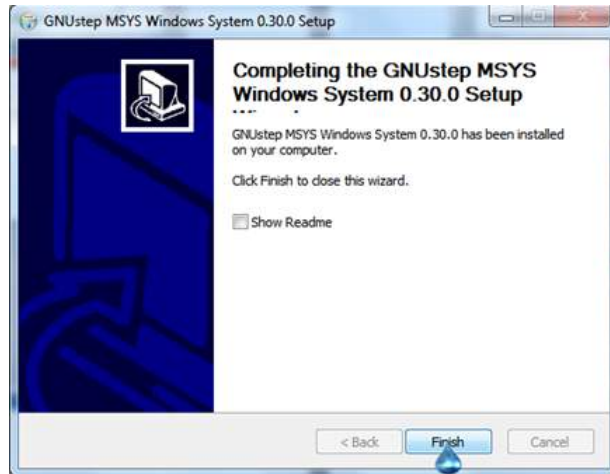 GNUstep MSYS Windows System 0.30.0 Setup
Completing the GNUstep MSYS
Windows System 0.30.0 Setup
GNUstep MSYS Windows System 0.30.0 has been installed
on your computer.
Click Finish to close this wizard.
Show Readme
< Back
Finish
Cancel